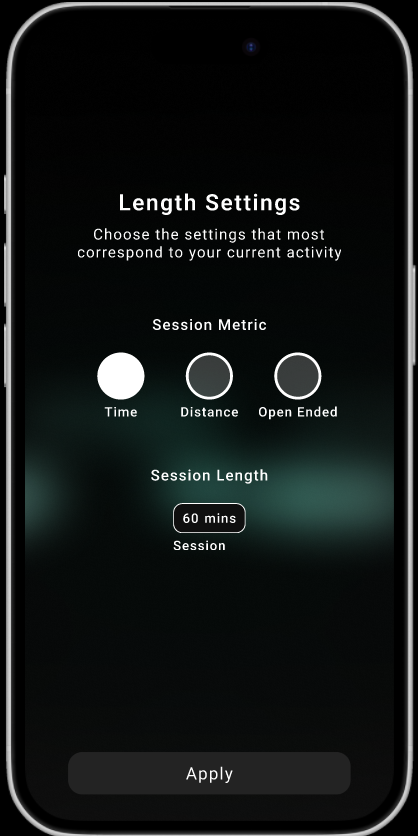 Length Settings
Choose the settings that most
correspond to your current activity
Session Metric
Time Distance Open Ended
Session Length
60 mins
Session
Apply